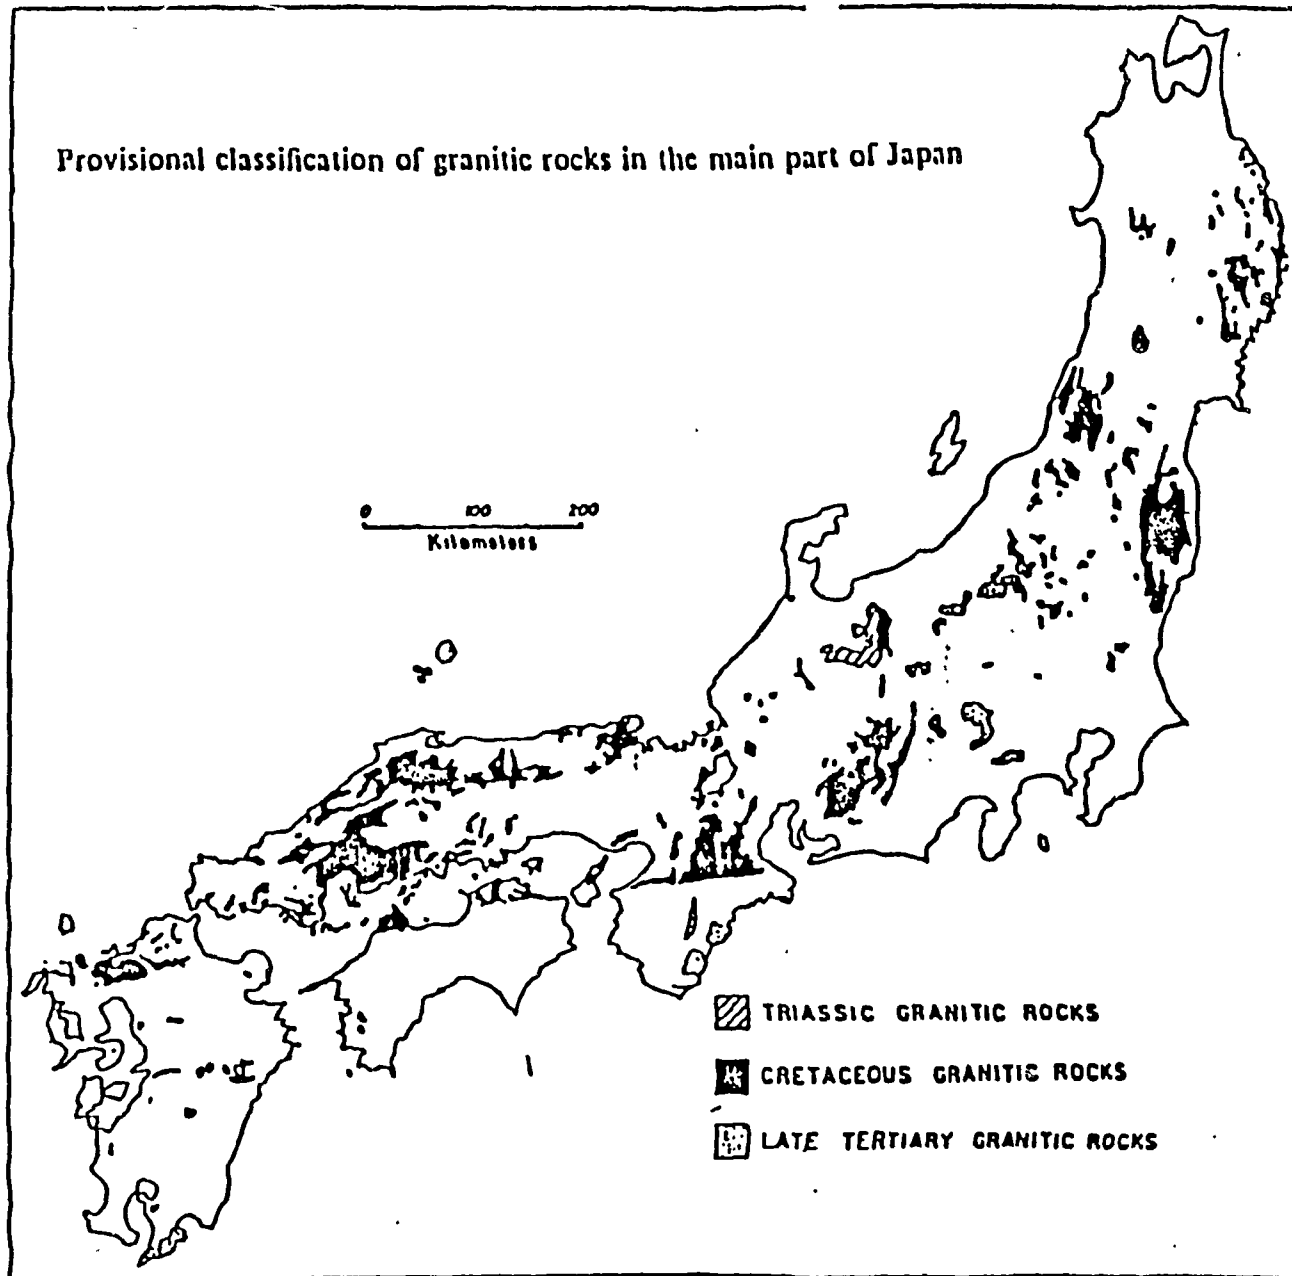 Provisional classification of granitic rocks in the main part of Japan
0 100 200
Kilometers
TRIASSIC GRANITIC ROCKS
CRETACEOUS GRANITIC ROCKS
LATE TERTIARY GRANITIC ROCKS